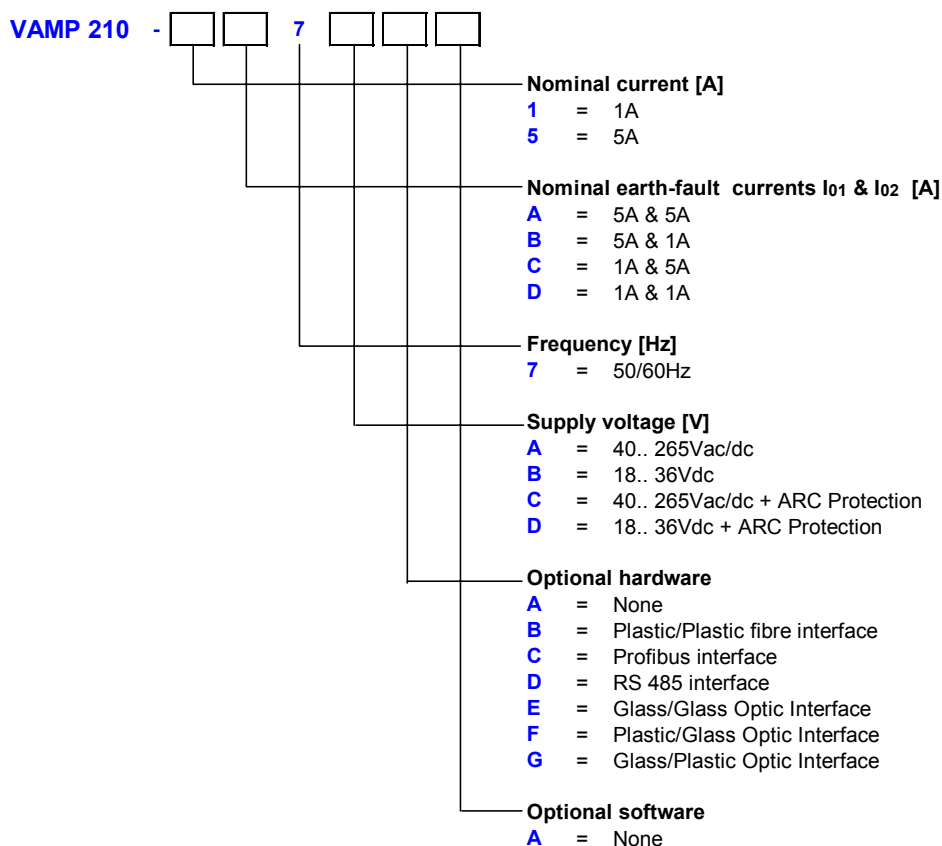 VAMP 210 - 7
Nominal current [A]
1 = 1A
5 = 5A
Nominal earth-fault currents I01 & I02 [A]
A = 5A & 5A
B = 5A & 1A
C = 1A & 5A
D = 1A & 1A
Frequency [Hz]
7 = 50/60Hz
Supply voltage [V]
A = 40.. 265Vac/dc
B = 18.. 36Vdc
C = 40.. 265Vac/dc + ARC Protection
D = 18.. 36Vdc + ARC Protection
Optional hardware
A = None
B = Plastic/Plastic fibre interface
C = Profibus interface
D = RS 485 interface
E = Glass/Glass Optic Interface
F = Plastic/Glass Optic Interface
G = Glass/Plastic Optic Interface
Optional software
A = None